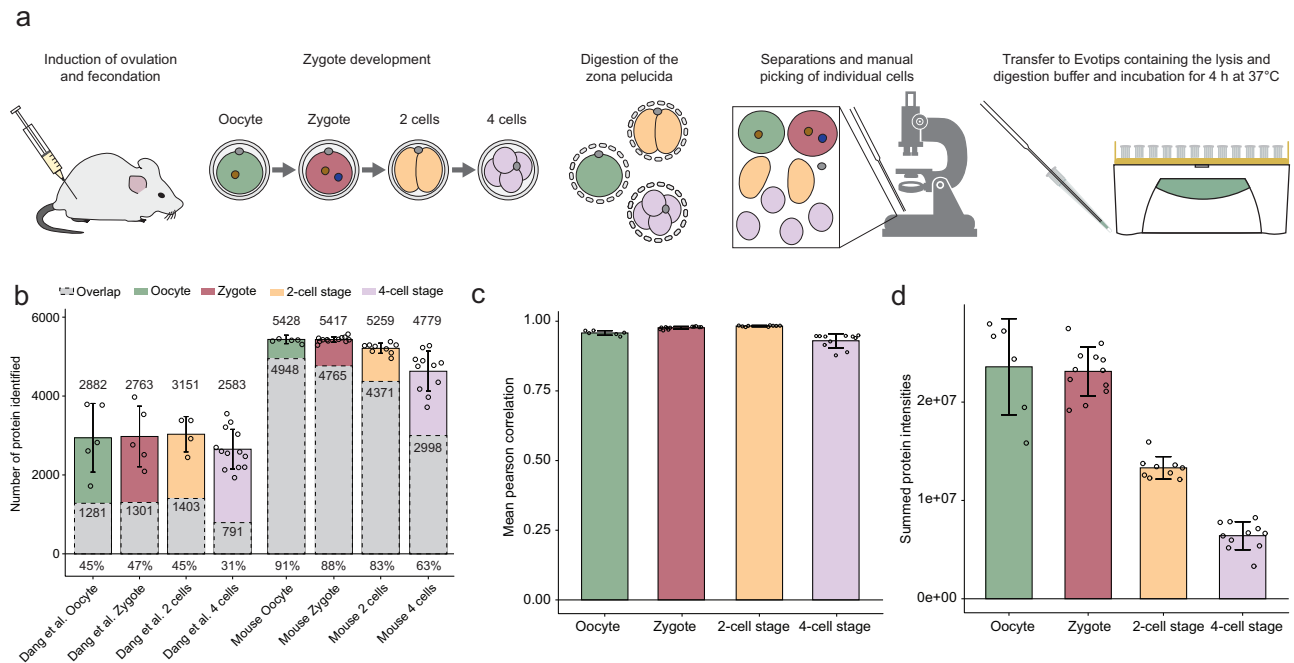 a
Induction of ovulation
and fecondation
Zygote development
Digestion of the
zona pelucida
Separations and manual
picking of individual cells
Transfer to Evotips containing the lysis and
digestion buffer and incubation for 4 h at 37°C
Oocyte
Zygote
2 cells
4 cells
b
Overlap
Oocyte
Zygote
2-cell stage
4-cell stage
Number of protein identified
6000
4000
2000
0
2882
2763
3151
2583
5428
5417
5259
4779
1281
1301
1403
791
4948
4765
4371
2998
45%
47%
45%
31%
91%
88%
83%
63%
Dang et al. Oocyte
Dang et al. Zygote
Dang et al. 2 cells
Dang et al. 4 cells
Mouse Oocyte
Mouse Zygote
Mouse 2 cells
Mouse 4 cells
c
Mean pearson correlation
1.00
0.75
0.50
0.25
0.00
Oocyte
Zygote
2-cell stage
4-cell stage
d
Summed protein intensities
2e+07
1e+07
0e+00
Oocyte
Zygote
2-cell stage
4-cell stage